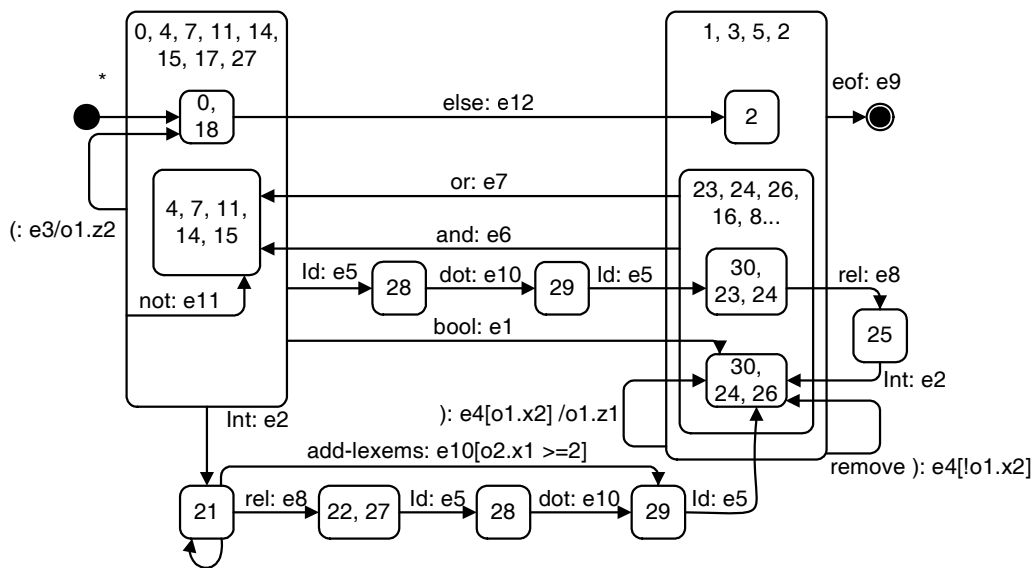 0, 4, 7, 11, 14,
15, 17, 27
1, 3, 5, 2
*
eof: e9
0,
18
else: e12
2
or: e7
23, 24, 26,
16, 8...
4, 7, 11,
14, 15
(: e3/o1.z2
and: e6
Id: e5
28
dot: e10
29
Id: e5
30,
23, 24
rel: e8
not: e11
bool: e1
25
30,
24, 26
Int: e2
Int: e2
): e4[o1.x2] /o1.z1
add-lexems: e10[o2.x1 >=2]
remove ): e4[!o1.x2]
21
rel: e8
22, 27
Id: e5
28
dot: e10
29
Id: e5